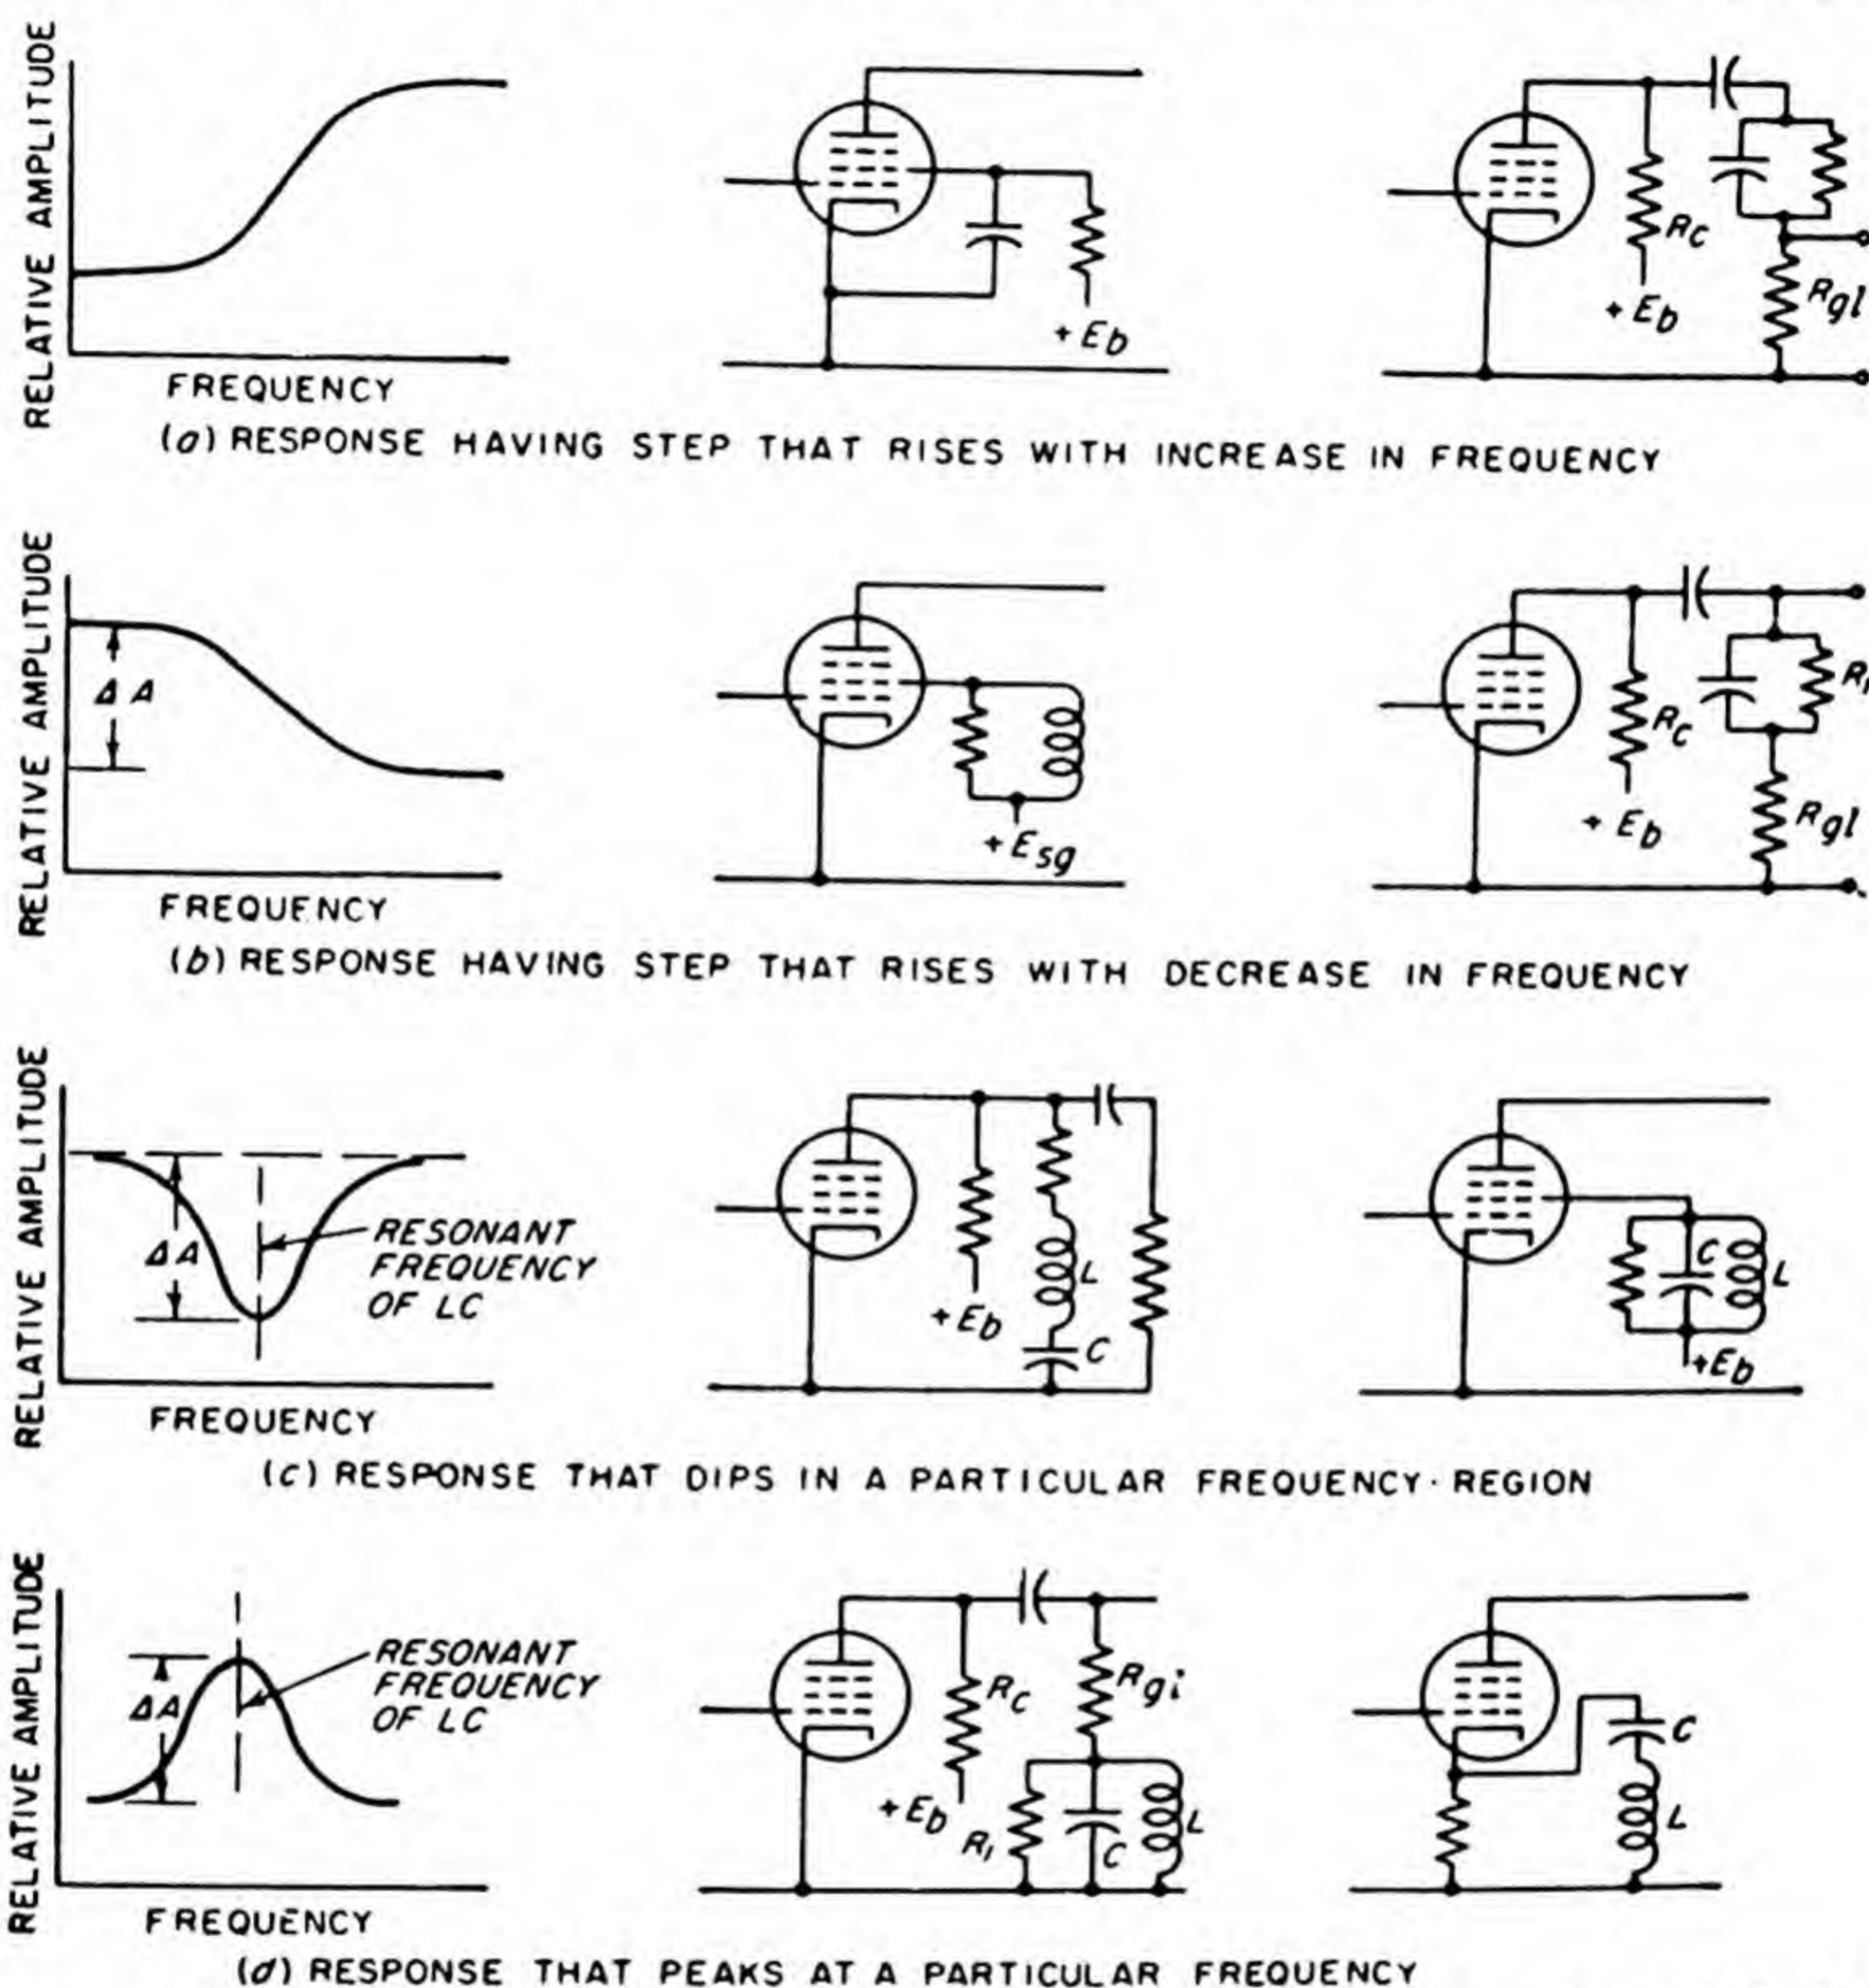 RELATIVE AMPLITUDE
FREQUENCY
+Eb
Rc
+Eb
Rgl
(a) RESPONSE HAVING STEP THAT RISES WITH INCREASE IN FREQUENCY
RELATIVE AMPLITUDE
ΔA
FREQUENCY
+Esg
Rc
+Eb
Rgl
(b) RESPONSE HAVING STEP THAT RISES WITH DECREASE IN FREQUENCY
RELATIVE AMPLITUDE
ΔA
RESONANT
FREQUENCY
OF LC
FREQUENCY
+Eb
L
C
C
L
+Eb
(c) RESPONSE THAT DIPS IN A PARTICULAR FREQUENCY·REGION
RELATIVE AMPLITUDE
ΔA
RESONANT
FREQUENCY
OF LC
FREQUENCY
Rc
+Eb
Rgi
R1
C
L
C
L
(d) RESPONSE THAT PEAKS AT A PARTICULAR FREQUENCY